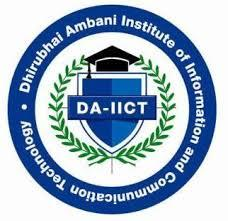 Dhirubhai Ambani Institute of Information and Communication Technology •
DA-IICT